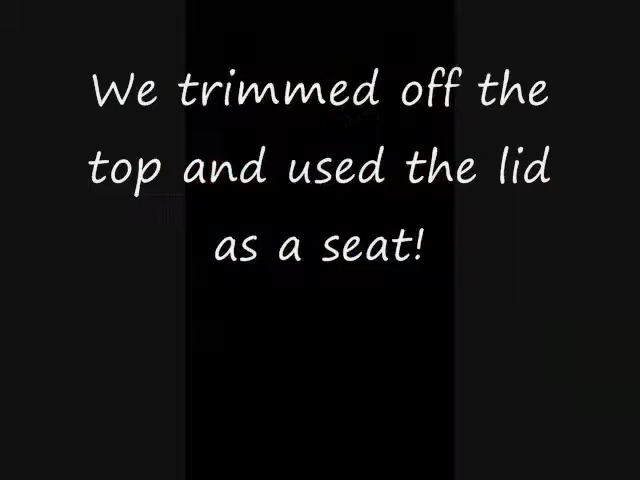 We trimmed off the
top and used the lid
as a seat!